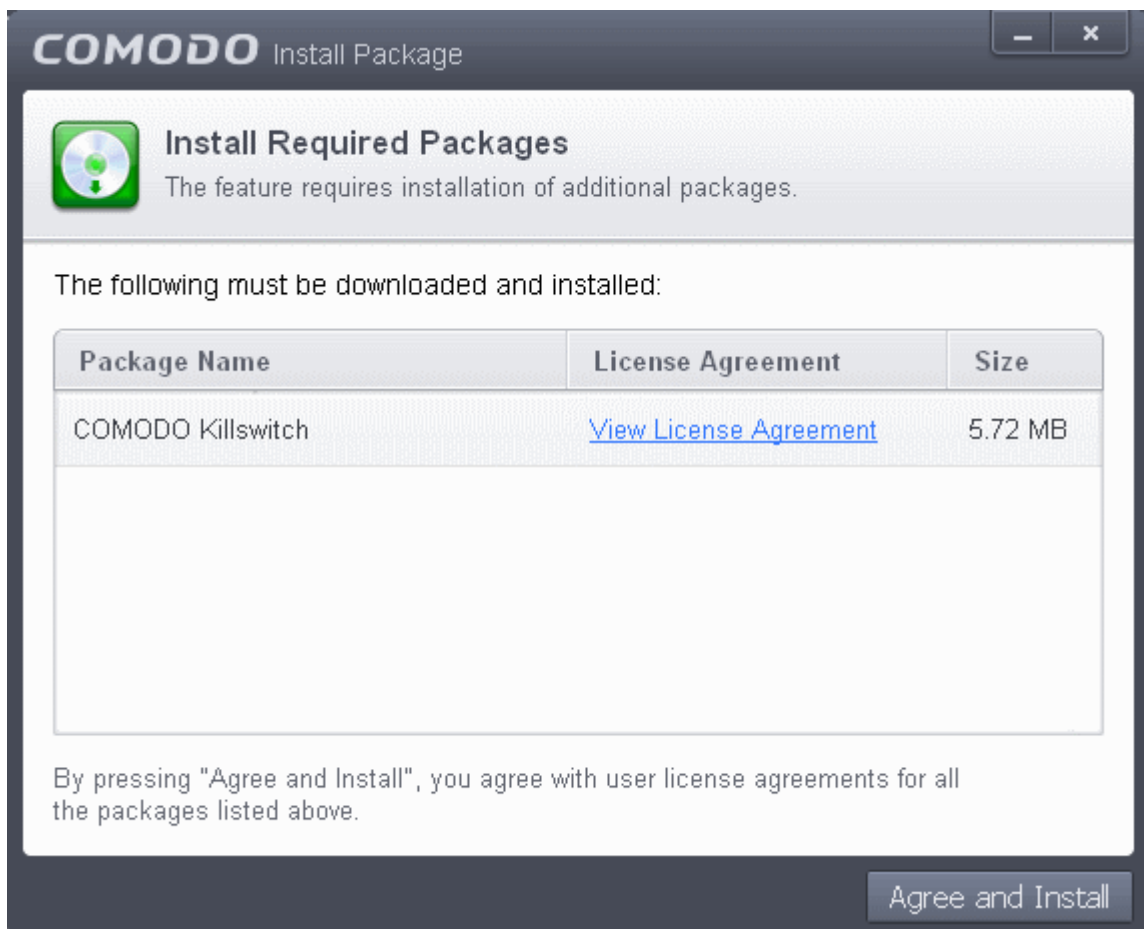 COMODO Install Package
Install Required Packages
The feature requires installation of additional packages.
The following must be downloaded and installed:
Package Name License Agreement Size
COMODO Killswitch View License Agreement 5.72 MB
By pressing "Agree and Install", you agree with user license agreements for all
the packages listed above.
Agree and Install